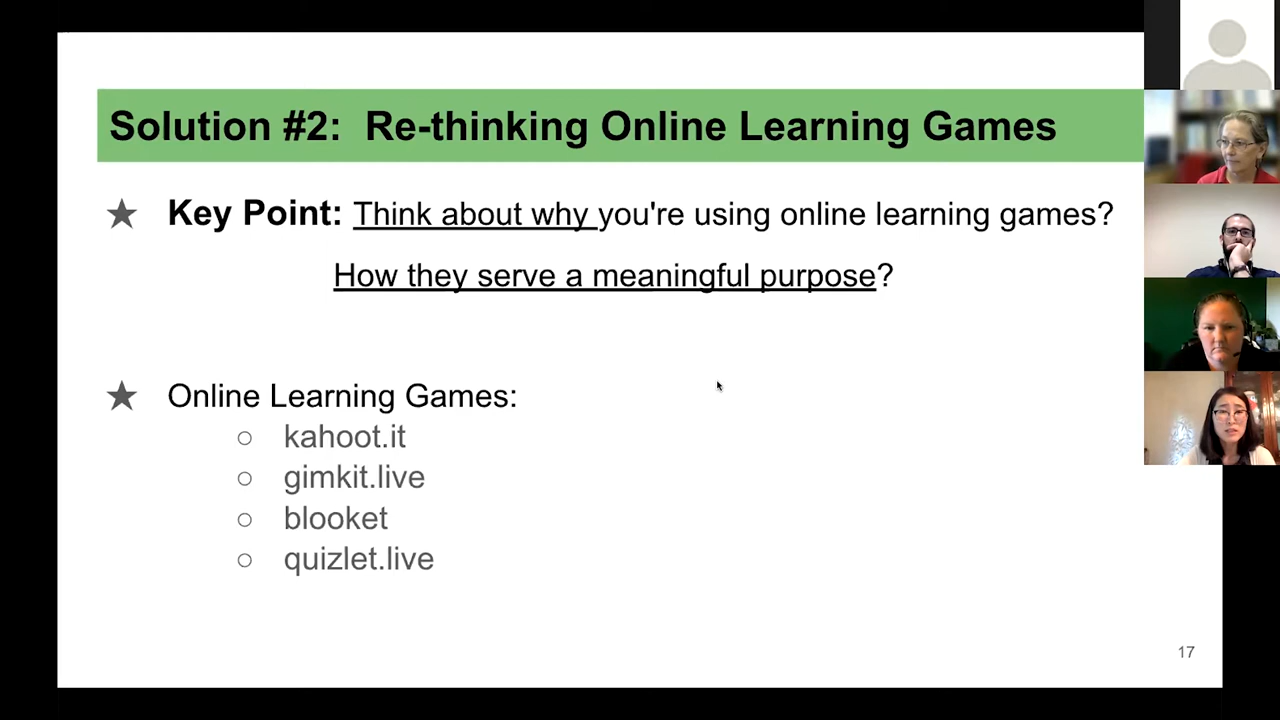 Solution #2: Re-thinking Online Learning Games
★ Key Point: Think about why you're using online learning games?
How they serve a meaningful purpose?
★ Online Learning Games:
○ kahoot.it
○ gimkit.live
○ blooket
○ quizlet.live
17